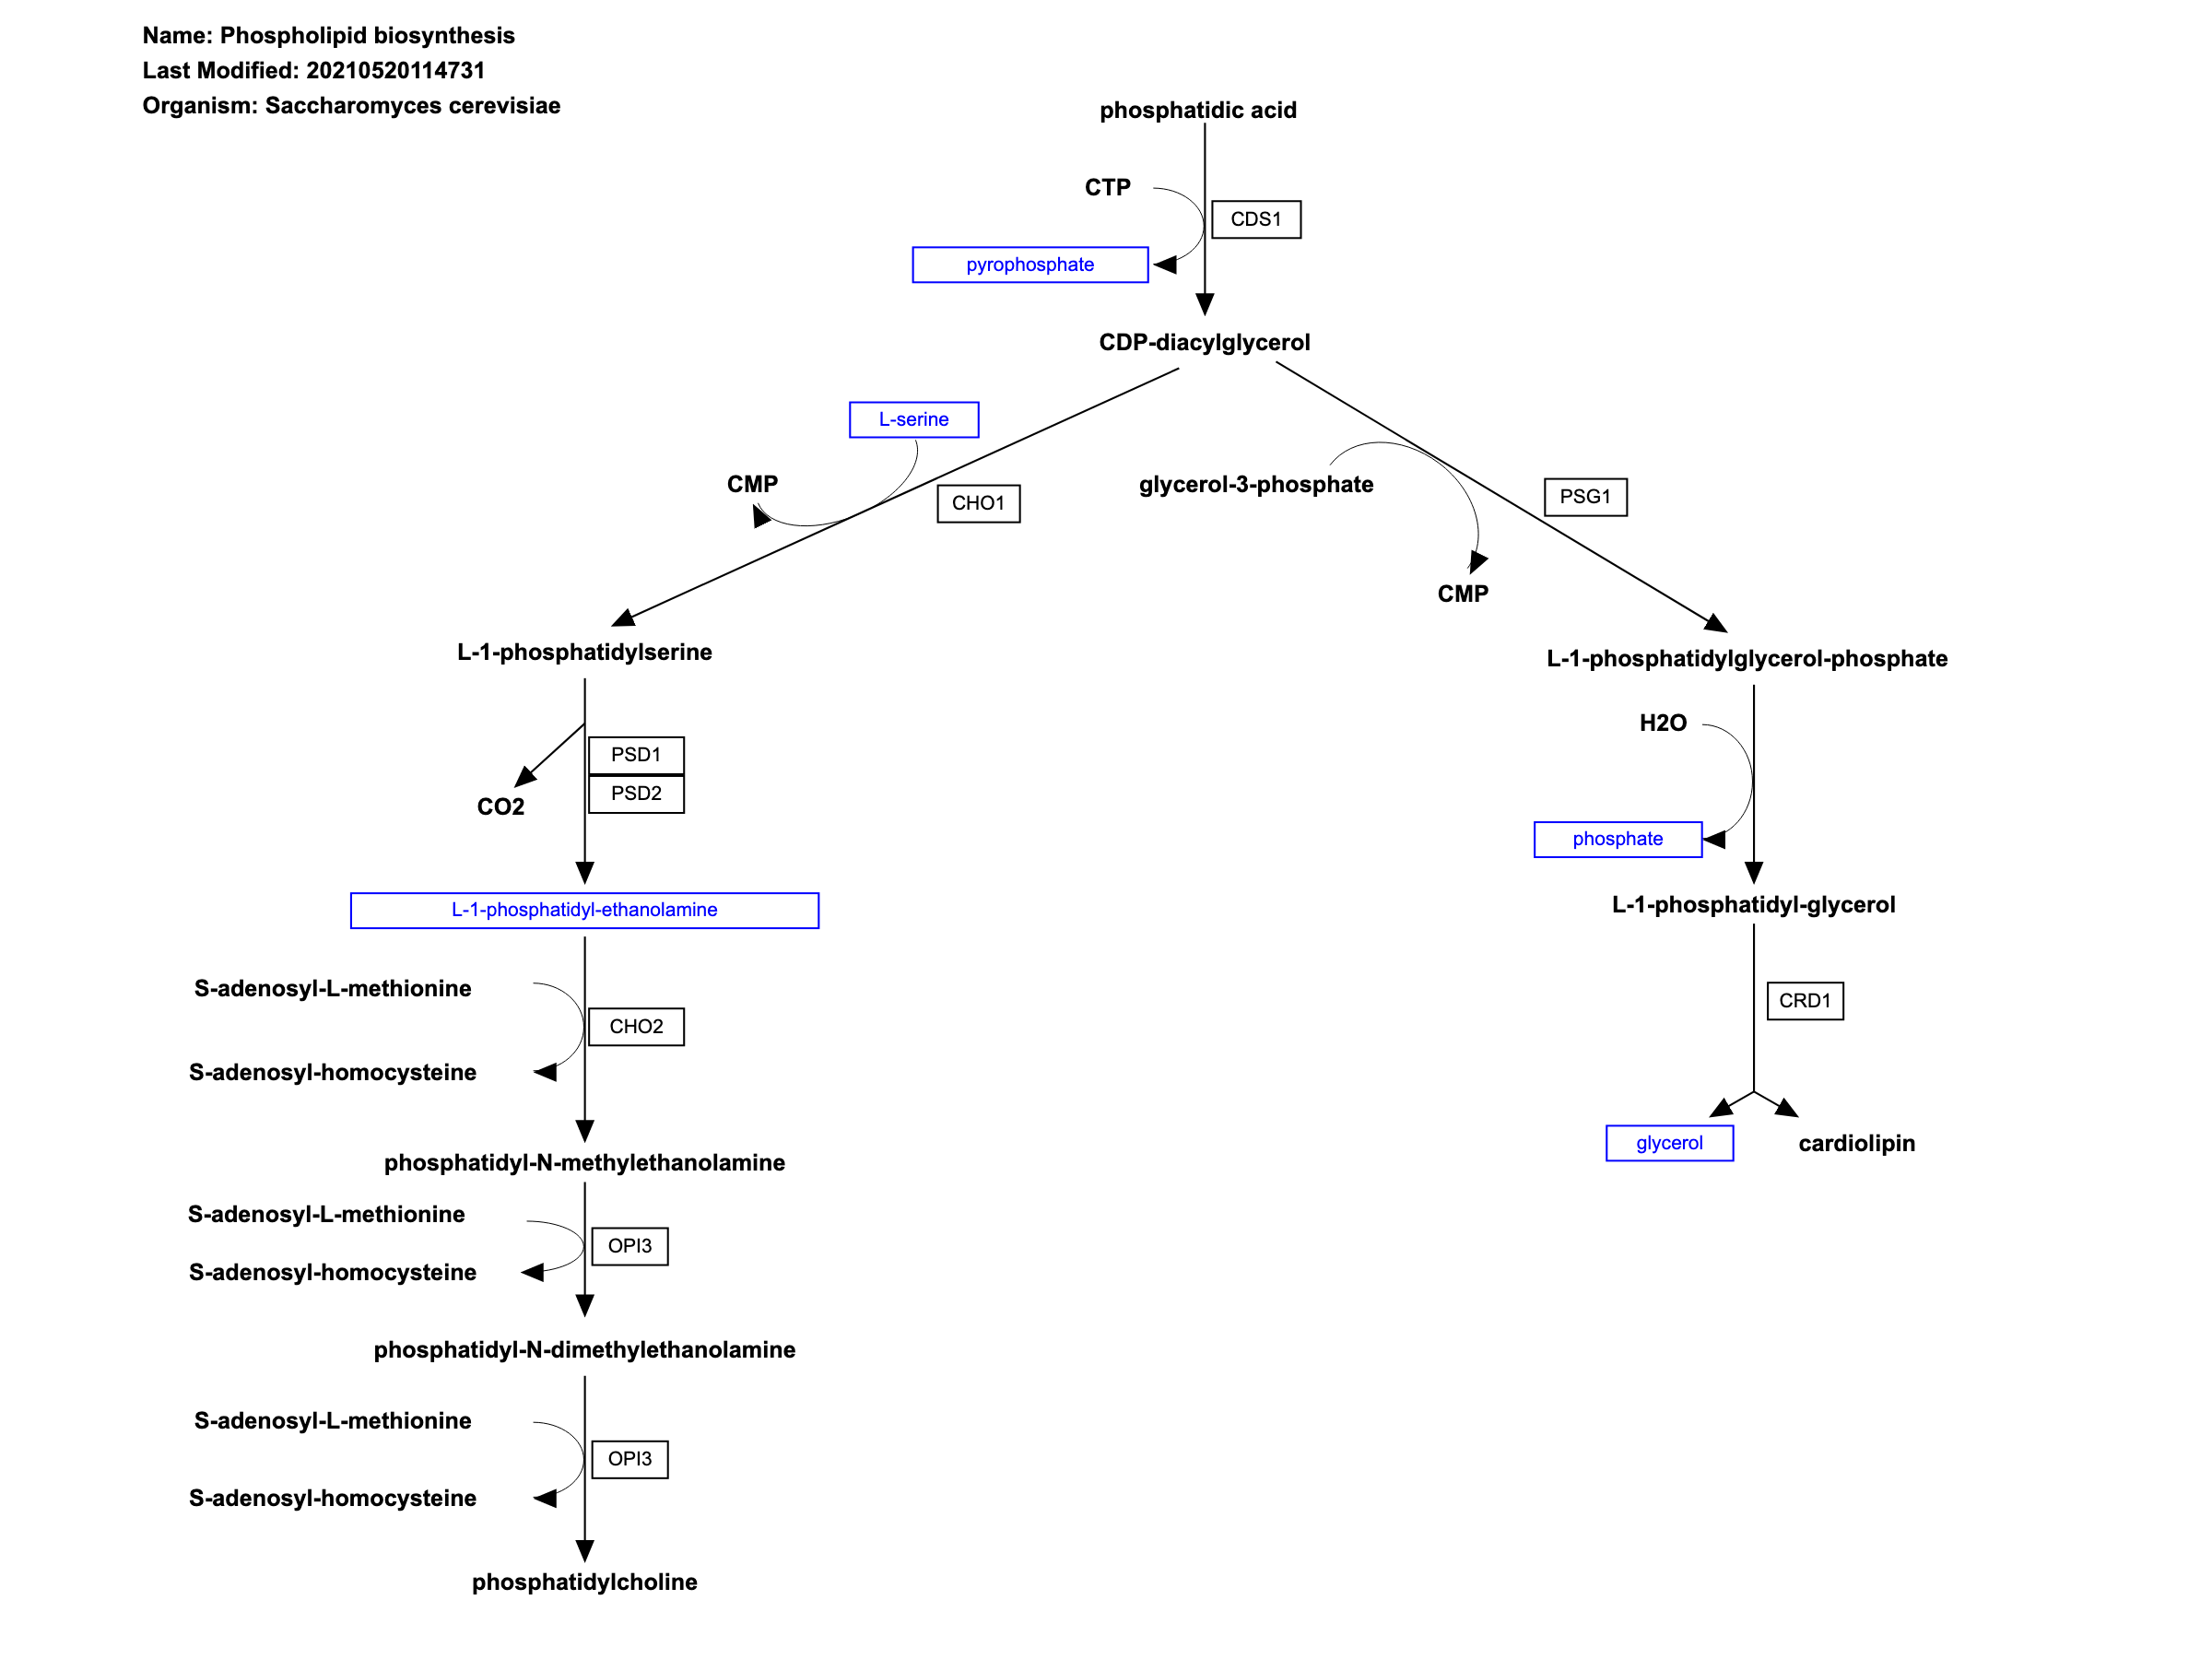 Name: Phospholipid biosynthesis
Last Modified: 20210520114731
Organism: Saccharomyces cerevisiae
phosphatidic acid
CTP
CDS1
pyrophosphate
CDP-diacylglycerol
L-serine
CMP
CHO1
glycerol-3-phosphate
PSG1
CMP
L-1-phosphatidylserine
L-1-phosphatidylglycerol-phosphate
H2O
PSD1
PSD2
CO2
phosphate
L-1-phosphatidyl-ethanolamine
L-1-phosphatidyl-glycerol
S-adenosyl-L-methionine
CHO2
CRD1
S-adenosyl-homocysteine
glycerol
cardiolipin
phosphatidyl-N-methylethanolamine
S-adenosyl-L-methionine
OPI3
S-adenosyl-homocysteine
phosphatidyl-N-dimethylethanolamine
S-adenosyl-L-methionine
OPI3
S-adenosyl-homocysteine
phosphatidylcholine